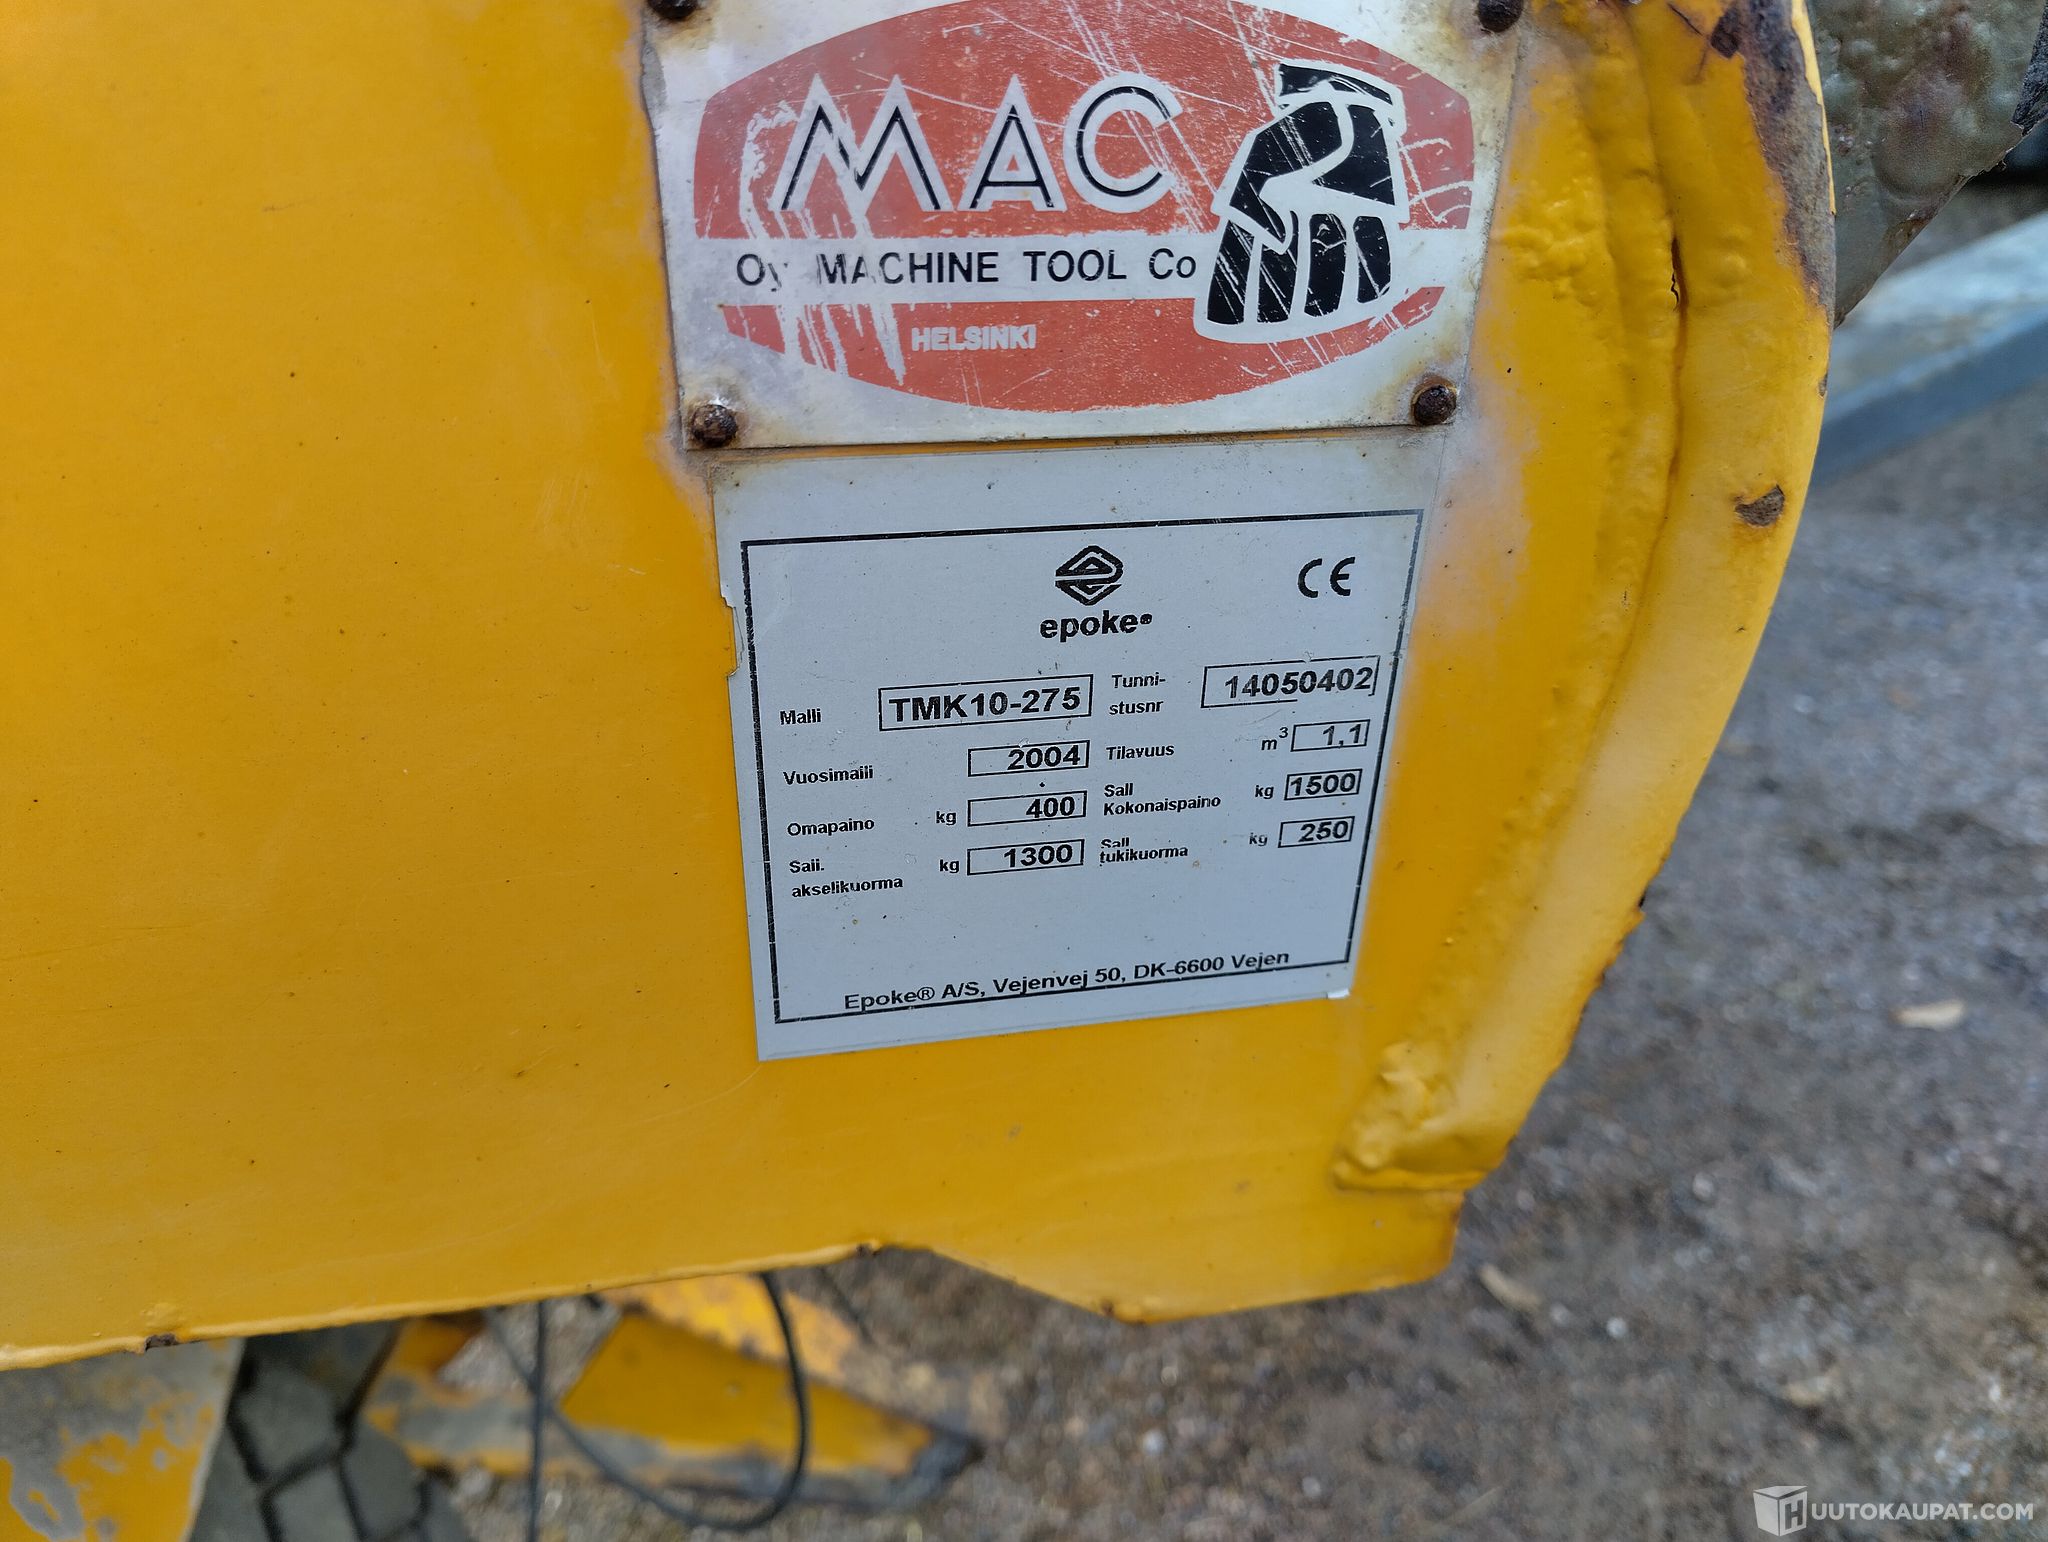 MAC
Oy MACHINE TOOL Co
HELSINKI
epoke®
CE
Malli TMK10-275 Tunni-
stusnr 14050402
Vuosimalli 2004 Tilavuus m³ 1,1
Omapaino kg 400 Sall
Kokonaispaino kg 1500
Sall.
akselikuorma kg 1300 Sall
tukikuorma kg 250
Epoke® A/S, Vejenvej 50, DK-6600 Vejen
HUUTOKAUPAT.COM